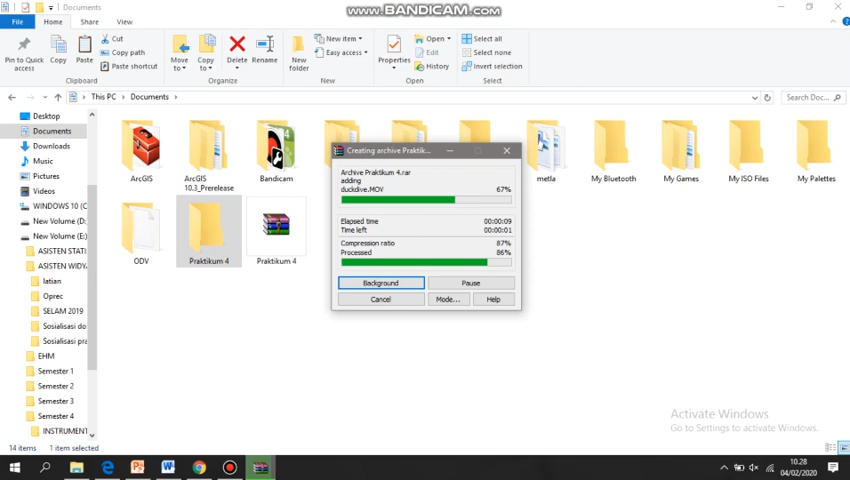 Documents
www.BANDICAM.com
File
Home
Share
View
Pin to Quick
access
Copy
Paste
Cut
Copy path
Paste shortcut
Clipboard
Move
to
Copy
to
Delete
Rename
Organize
New
folder
New item
Easy access
New
Properties
Open
Edit
History
Open
Select all
Select none
Invert selection
Select
This PC
Documents
Search Doc...
Desktop
Documents
Downloads
Music
Pictures
Videos
WINDOWS 10 (C
New Volume (D:
New Volume (E:)
ASISTEN STATI
ASISTEN WIDYA
latian
Oprec
SELAM 2019
Sosialisasi do
Sosialisasi pra
EHM
Semester 1
Semester 2
Semester 3
Semester 4
INSTRUMENT
ArcGIS
ArcGIS
10.3_Prerelease
Bandicam
metla
My Bluetooth
My Games
My ISO Files
My Palettes
ODV
Praktikum 4
Praktikum 4
Creating archive Praktik...
Archive Praktikum 4.rar
adding
duckdive.MOV
67%
Elapsed time
00:00:09
Time left
00:00:01
Compression ratio
87%
Processed
86%
Background
Pause
Cancel
Mode...
Help
Activate Windows
Go to Settings to activate Windows.
14 items
1 item selected
10.28
04/02/2020